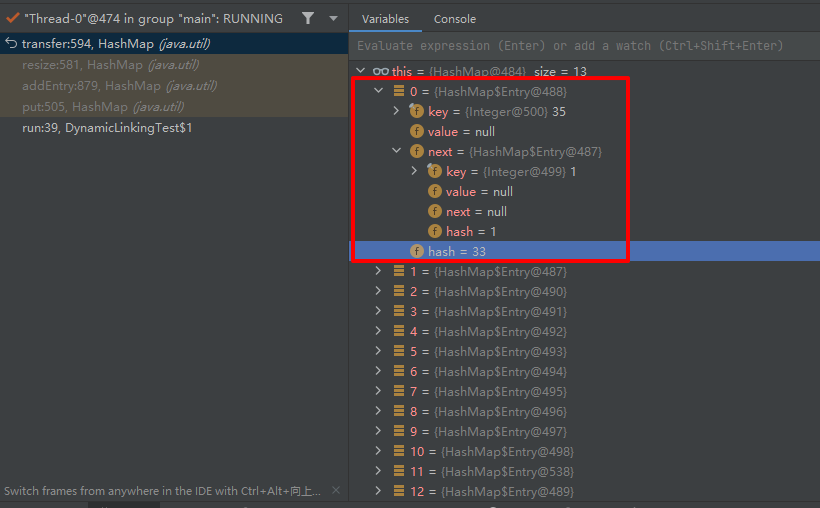 "Thread-0"@474 in group "main": RUNNING
transfer:594, HashMap (java.util)
resize:581, HashMap (java.util)
addEntry:879, HashMap (java.util)
put:505, HashMap (java.util)
run:39, DynamicLinkingTest$1
Switch frames from anywhere in the IDE with Ctrl+Alt+向上...
Variables
Console
Evaluate expression (Enter) or add a watch (Ctrl+Shift+Enter)
this = {HashMap@484} size = 13
0 = {HashMap$Entry@488}
key = {Integer@500} 35
value = null
next = {HashMap$Entry@487}
key = {Integer@499} 1
value = null
next = null
hash = 1
hash = 33
1 = {HashMap$Entry@487}
2 = {HashMap$Entry@490}
3 = {HashMap$Entry@491}
4 = {HashMap$Entry@492}
5 = {HashMap$Entry@493}
6 = {HashMap$Entry@494}
7 = {HashMap$Entry@495}
8 = {HashMap$Entry@496}
9 = {HashMap$Entry@497}
10 = {HashMap$Entry@498}
11 = {HashMap$Entry@538}
12 = {HashMap$Entry@489}